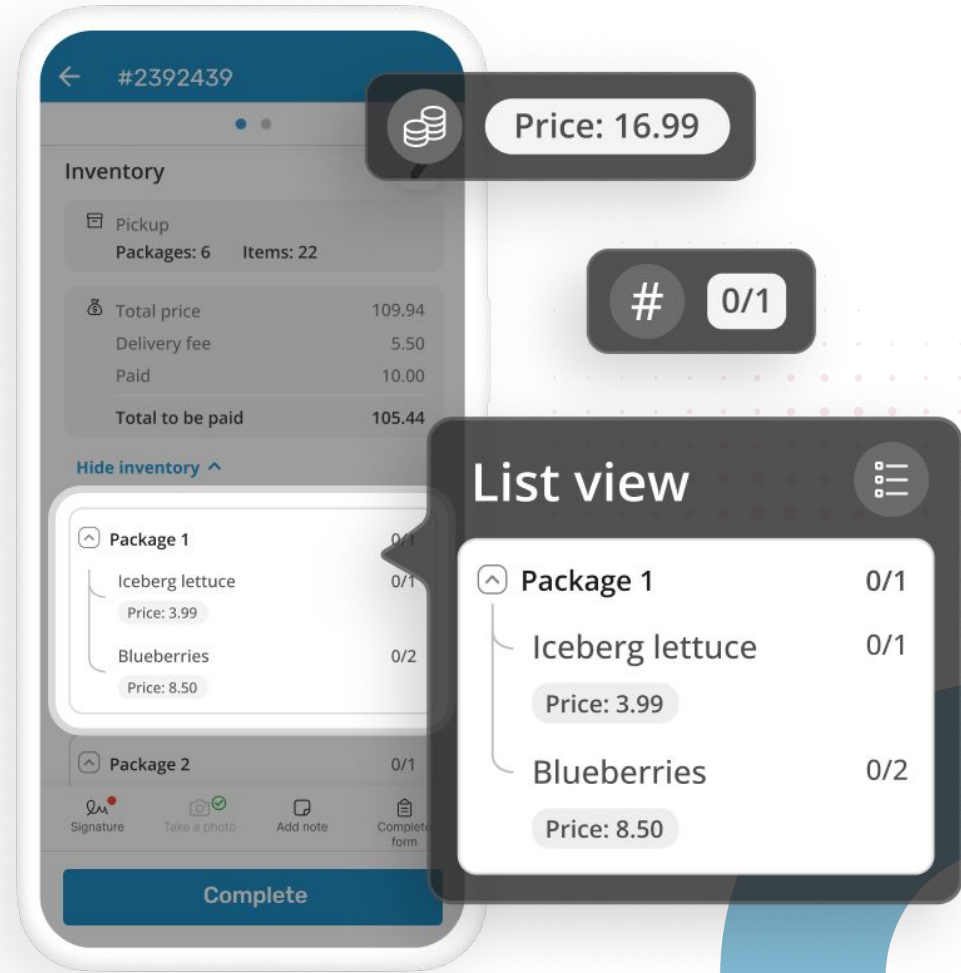 #2392439
Price: 16.99
Inventory
Pickup
Packages: 6 Items: 22
# 0/1
Total price 109.94
Delivery fee 5.50
Paid 10.00
Total to be paid 105.44
Hide inventory
Package 1 0/1
Iceberg lettuce 0/1
Price: 3.99
Blueberries 0/2
Price: 8.50
Package 2 0/1
Signature Take a photo Add note Complete
form
Complete
List view
Package 1 0/1
Iceberg lettuce 0/1
Price: 3.99
Blueberries 0/2
Price: 8.50